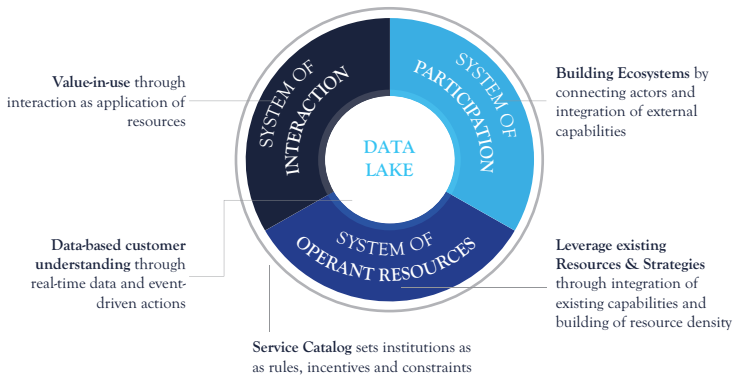 SYSTEM OF
INTERACTION
SYSTEM OF
PARTICIPATION
DATA
LAKE
SYSTEM OF
OPERANT RESOURCES
Value-in-use through
interaction as application of
resources
Building Ecosystems by
connecting actors and
integration of external
capabilities
Data-based customer
understanding through
real-time data and event-
driven actions
Leverage existing
Resources & Strategies
through integration of
existing capabilities and
building of resource density
Service Catalog sets institutions as
as rules, incentives and constraints